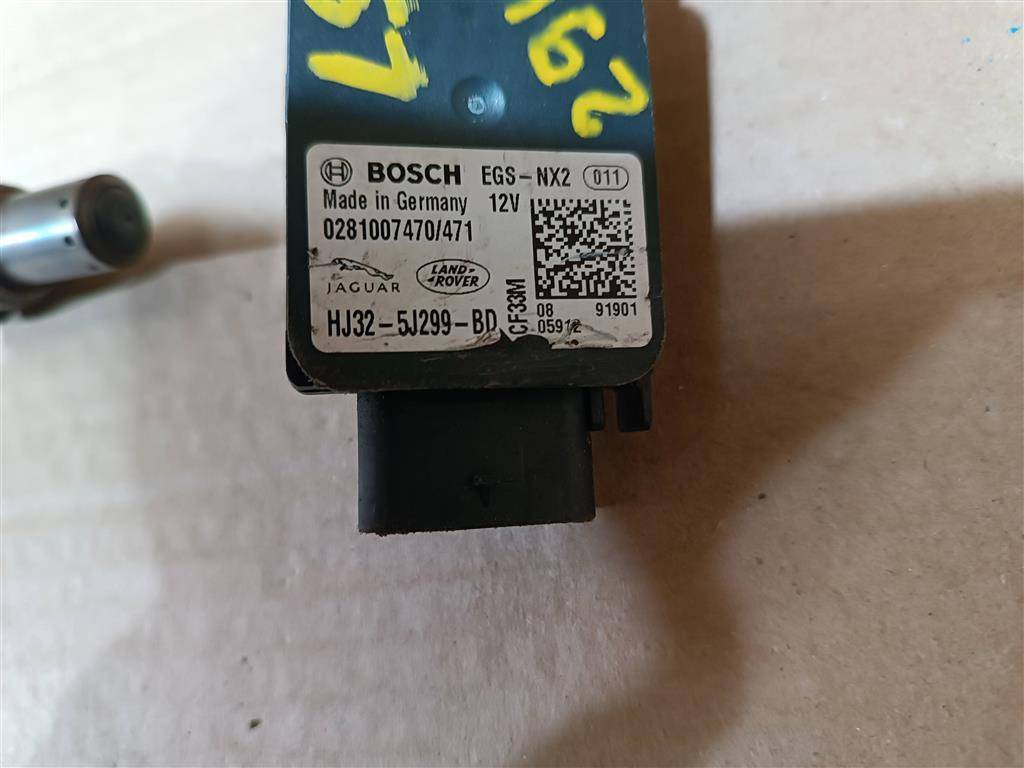 162
BOSCH EGS-NX2 011
Made in Germany 12V
0281007470/471
JAGUAR LAND-ROVER
CF33M
HJ32-5J299-BD
08 91901
05912